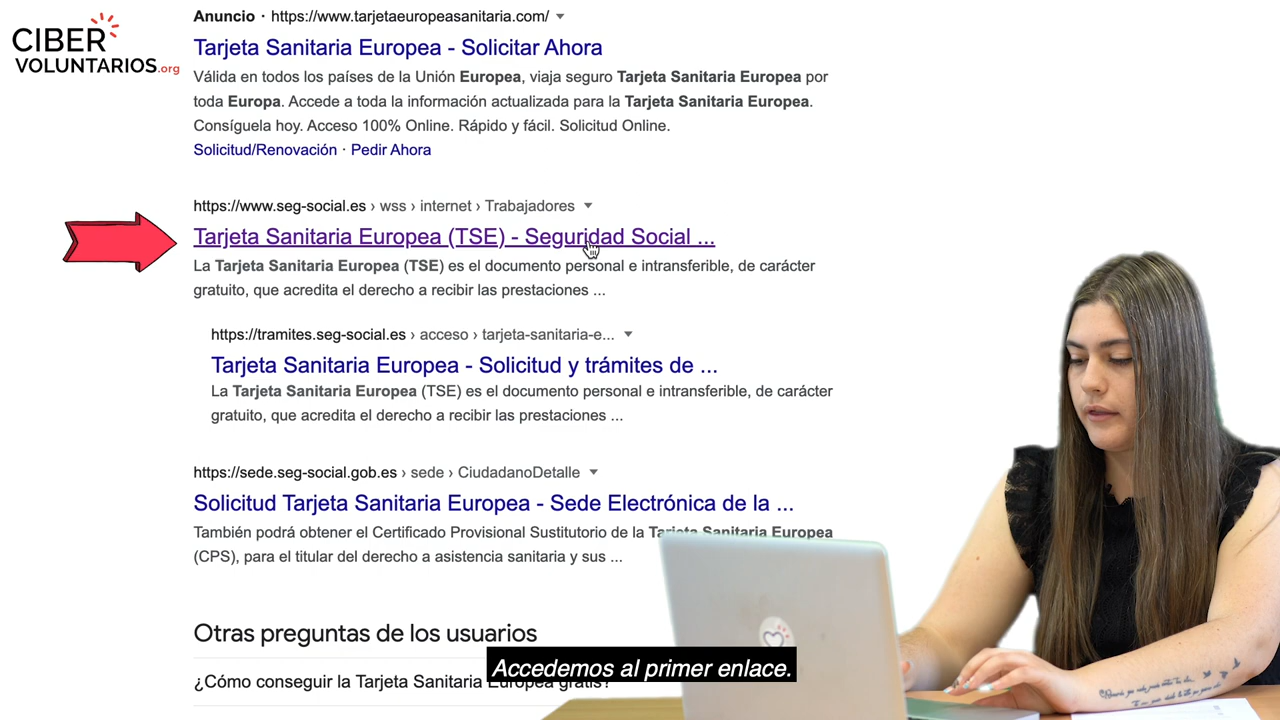 CIBER
VOLUNTARIOS.org
Anuncio · https://www.tarjetaeuropeasanitaria.com/
Tarjeta Sanitaria Europea - Solicitar Ahora
Válida en todos los países de la Unión Europea, viaja seguro Tarjeta Sanitaria Europea por
toda Europa. Accede a toda la información actualizada para la Tarjeta Sanitaria Europea.
Consíguela hoy. Acceso 100% Online. Rápido y fácil. Solicitud Online.
Solicitud/Renovación · Pedir Ahora
https://www.seg-social.es › wss › internet › Trabajadores
Tarjeta Sanitaria Europea (TSE) - Seguridad Social ...
La Tarjeta Sanitaria Europea (TSE) es el documento personal e intransferible, de carácter
gratuito, que acredita el derecho a recibir las prestaciones ...
https://tramites.seg-social.es › acceso › tarjeta-sanitaria-e...
Tarjeta Sanitaria Europea - Solicitud y trámites de ...
La Tarjeta Sanitaria Europea (TSE) es el documento personal e intransferible, de carácter
gratuito, que acredita el derecho a recibir las prestaciones ...
https://sede.seg-social.gob.es › sede › CiudadanoDetalle
Solicitud Tarjeta Sanitaria Europea - Sede Electrónica de la ...
También podrá obtener el Certificado Provisional Sustitutorio de la Tarjeta Sanitaria Europea
(CPS), para el titular del derecho a asistencia sanitaria y sus ...
Otras preguntas de los usuarios
¿Cómo conseguir la Tarjeta Sanitaria Europea gratis?
Accedemos al primer enlace.